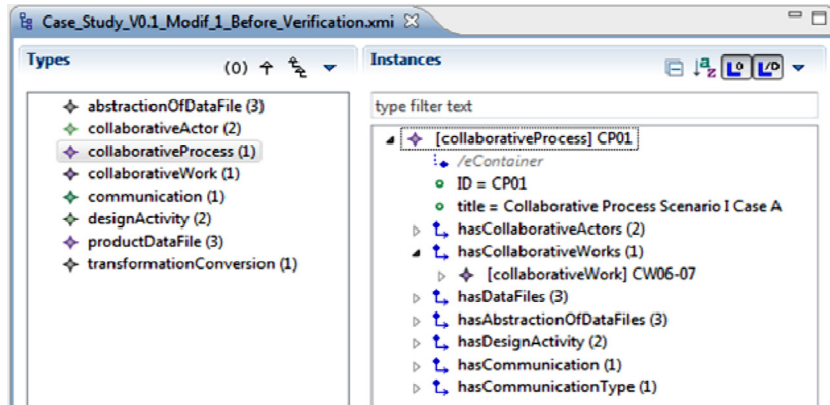 Case_Study_V0.1_Modif_1_Before_Verification.xmi
Types
(0)
abstractionOfDataFile (3)
collaborativeActor (2)
collaborativeProcess (1)
collaborativeWork (1)
communication (1)
designActivity (2)
productDataFile (3)
transformationConversion (1)
Instances
type filter text
[collaborativeProcess] CP01
/eContainer
ID = CP01
title = Collaborative Process Scenario I Case A
hasCollaborativeActors (2)
hasCollaborativeWorks (1)
[collaborativeWork] CW06-07
hasDataFiles (3)
hasAbstractionOfDataFiles (3)
hasDesignActivity (2)
hasCommunication (1)
hasCommunicationType (1)